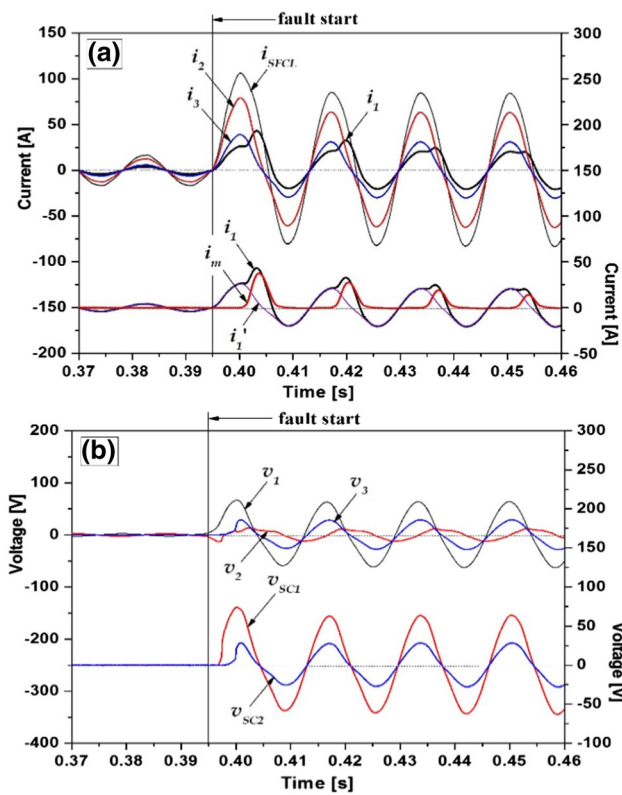 fault start
(a)
Current [A]
150
100
50
0
-50
-100
-150
-200
i2
i3
iSFCL
i1
i1
im
i1'
300
250
200
150
100
50
0
-50
Current [A]
0.37 0.38 0.39 0.40 0.41 0.42 0.43 0.44 0.45 0.46
Time [s]
fault start
(b)
Voltage [V]
200
100
0
-100
-200
-300
-400
v1
v3
v2
vSC1
vSC2
300
250
200
150
100
50
0
-50
-100
Voltage [V]
0.37 0.38 0.39 0.40 0.41 0.42 0.43 0.44 0.45 0.46
Time [s]